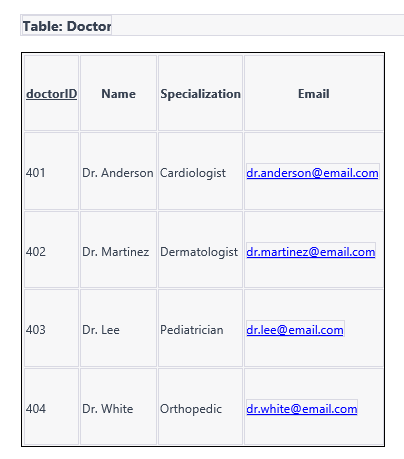 Table: Doctor
doctorID Name Specialization Email
401 Dr. Anderson Cardiologist dr.anderson@email.com
402 Dr. Martinez Dermatologist dr.martinez@email.com
403 Dr. Lee Pediatrician dr.lee@email.com
404 Dr. White Orthopedic dr.white@email.com